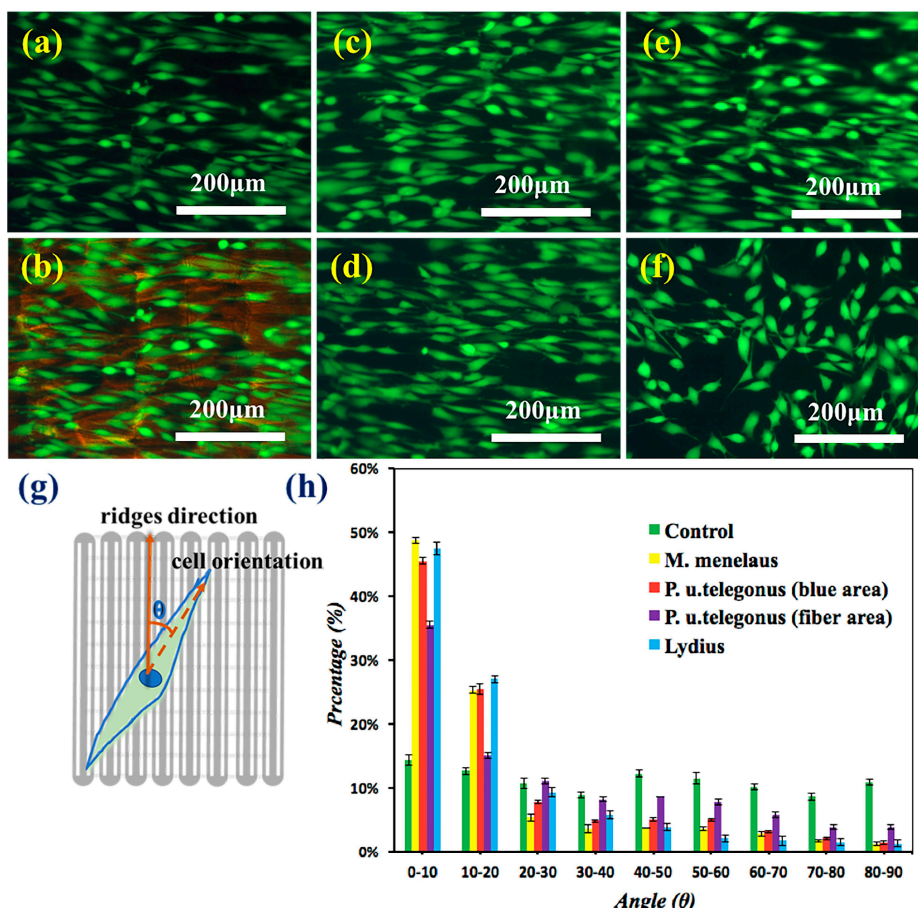 (a)
200μm
(c)
200μm
(e)
200μm
(b)
200μm
(d)
200μm
(f)
200μm
(g)
ridges direction
cell orientation
θ
(h)
60%
50%
40%
30%
20%
10%
0%
Prcentage (%)
Control
M. menelaus
P. u.telegonus (blue area)
P. u.telegonus (fiber area)
Lydius
0-10 10-20 20-30 30-40 40-50 50-60 60-70 70-80 80-90
Angle (θ)